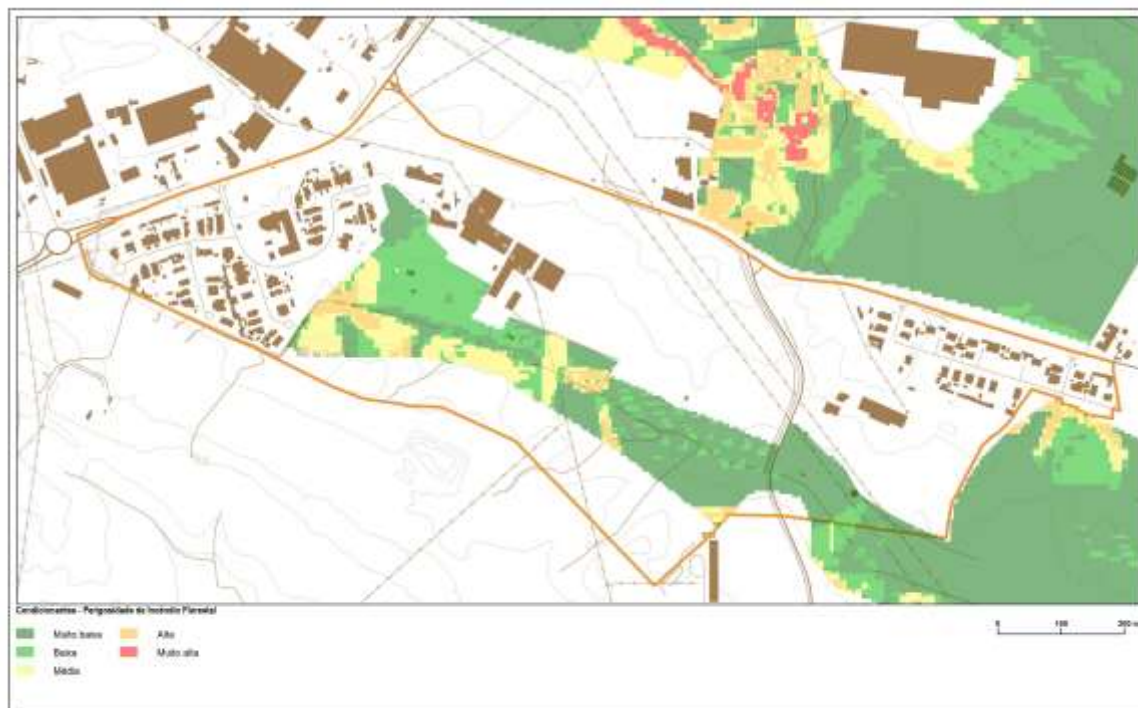 Condicionantes - Perigosidade de Incêndio Florestal
Muito baixa
Baixa
Média
Alta
Muito alta
0 100 200 m